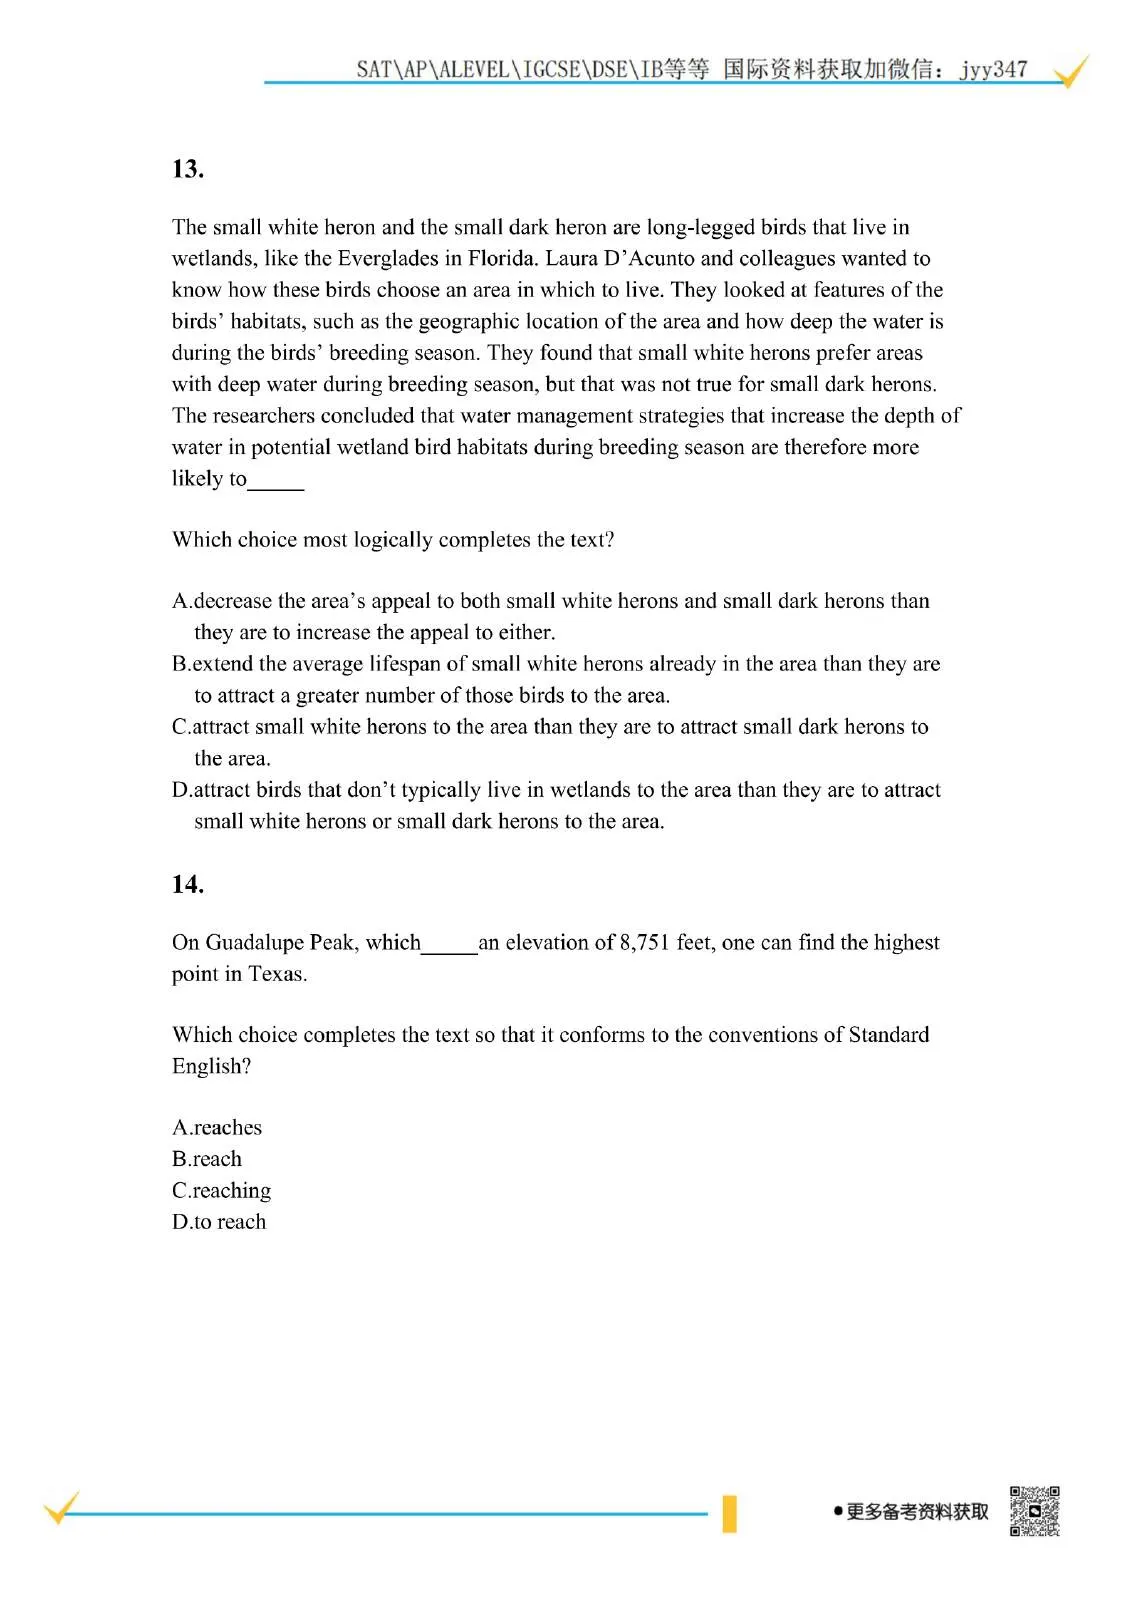 SAT\AP\ALEVEL\IGCSE\DSE\IB等等 国际资料获取加微信：jyy347
13.
The small white heron and the small dark heron are long-legged birds that live in
wetlands, like the Everglades in Florida. Laura D’Acunto and colleagues wanted to
know how these birds choose an area in which to live. They looked at features of the
birds’ habitats, such as the geographic location of the area and how deep the water is
during the birds’ breeding season. They found that small white herons prefer areas
with deep water during breeding season, but that was not true for small dark herons.
The researchers concluded that water management strategies that increase the depth of
water in potential wetland bird habitats during breeding season are therefore more
likely to_____
Which choice most logically completes the text?
A.decrease the area’s appeal to both small white herons and small dark herons than
they are to increase the appeal to either.
B.extend the average lifespan of small white herons already in the area than they are
to attract a greater number of those birds to the area.
C.attract small white herons to the area than they are to attract small dark herons to
the area.
D.attract birds that don’t typically live in wetlands to the area than they are to attract
small white herons or small dark herons to the area.
14.
On Guadalupe Peak, which_____an elevation of 8,751 feet, one can find the highest
point in Texas.
Which choice completes the text so that it conforms to the conventions of Standard
English?
A.reaches
B.reach
C.reaching
D.to reach
•更多备考资料获取